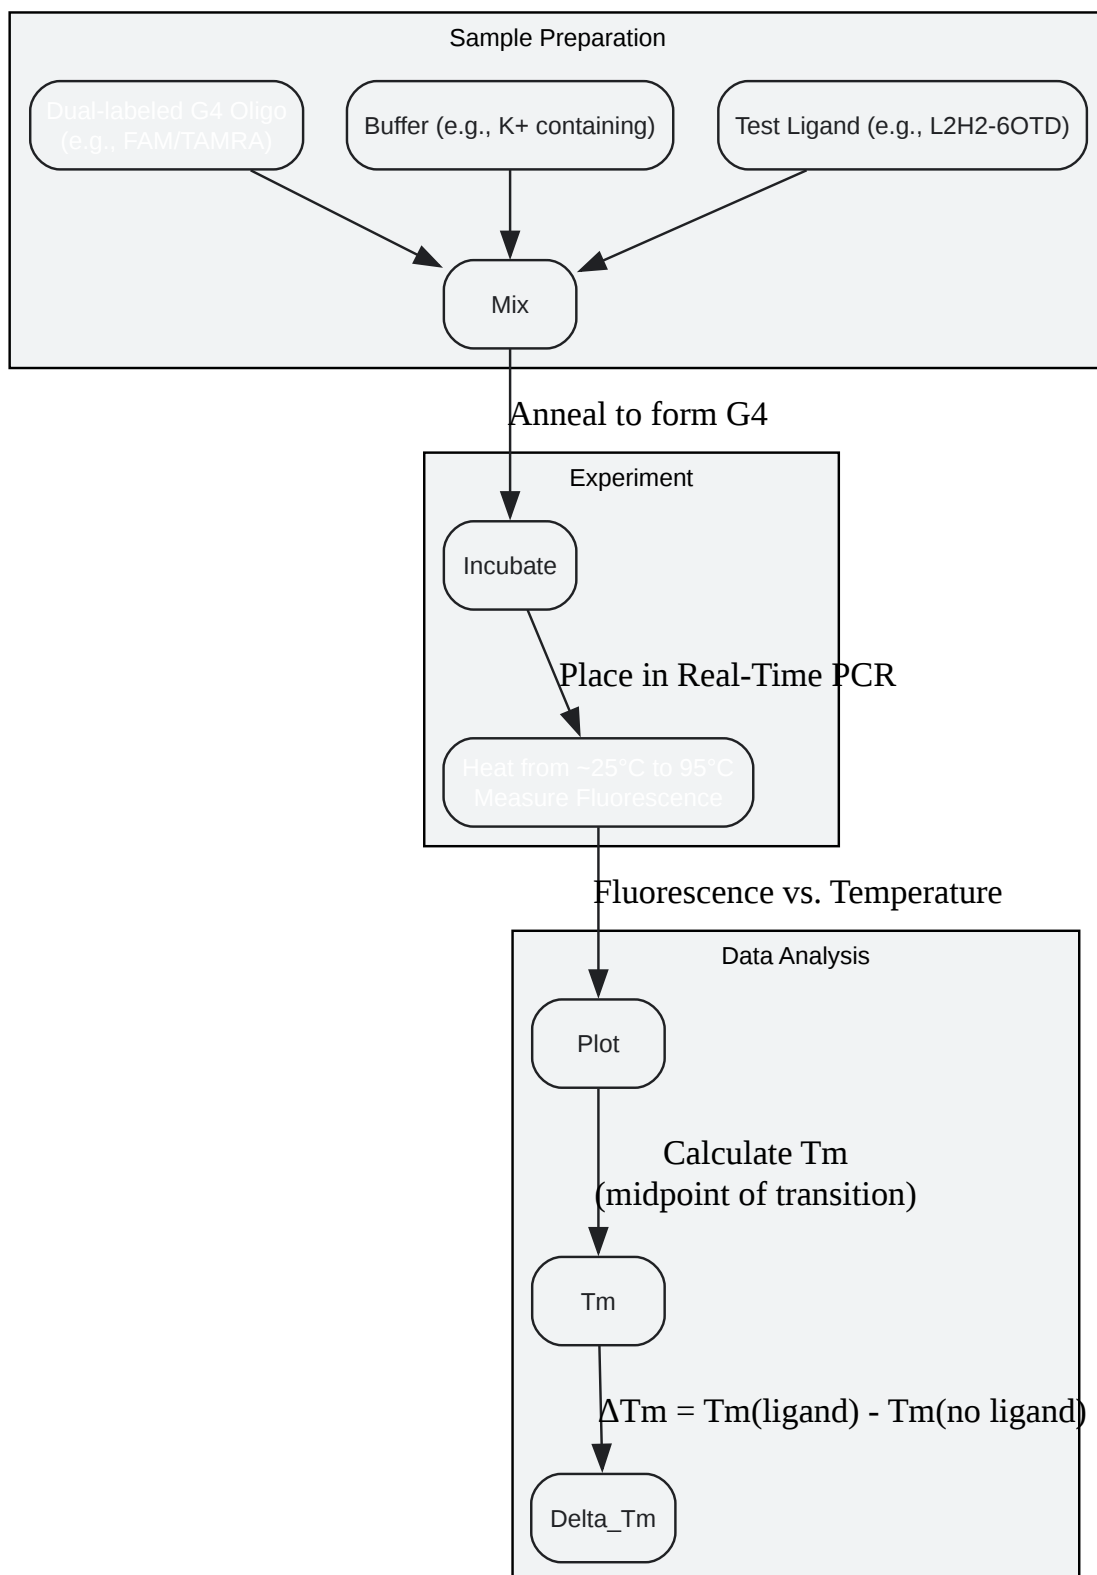 Sample Preparation
Dual-labeled G4 Oligo
(e.g., FAM/TAMRA)
Buffer (e.g., K+ containing)
Test Ligand (e.g., L2H2-6OTD)
Mix
Anneal to form G4
Experiment
Incubate
Place in Real-Time PCR
Heat from ~25°C to 95°C
Measure Fluorescence
Fluorescence vs. Temperature
Data Analysis
Plot
Calculate Tm
(midpoint of transition)
Tm
ΔTm = Tm(ligand) - Tm(no ligand)
Delta_Tm